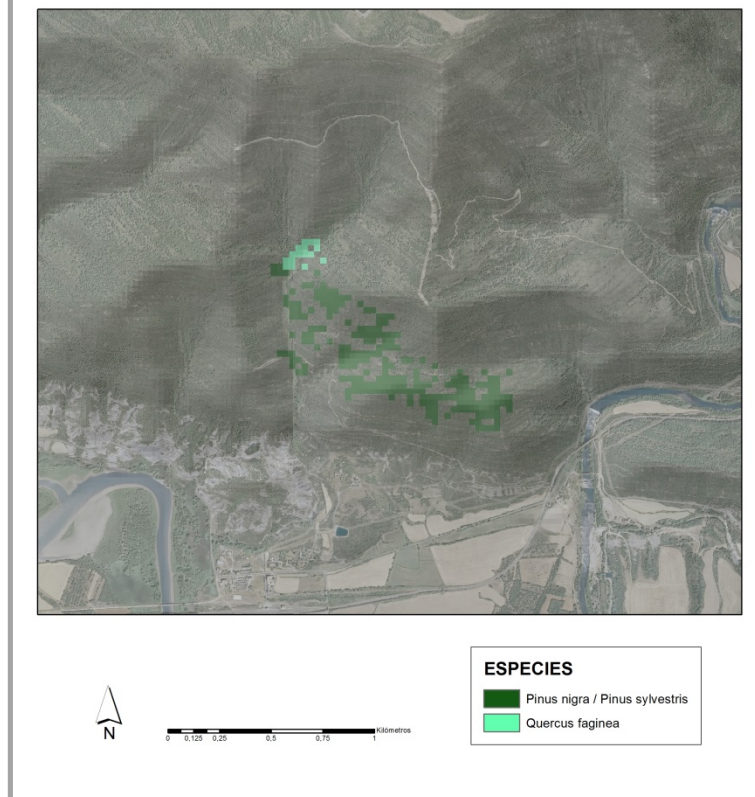 ESPECIES
Pinus nigra / Pinus sylvestris
Quercus faginea
N
Kilómetros
0 0,125 0,25 0,5 0,75 1